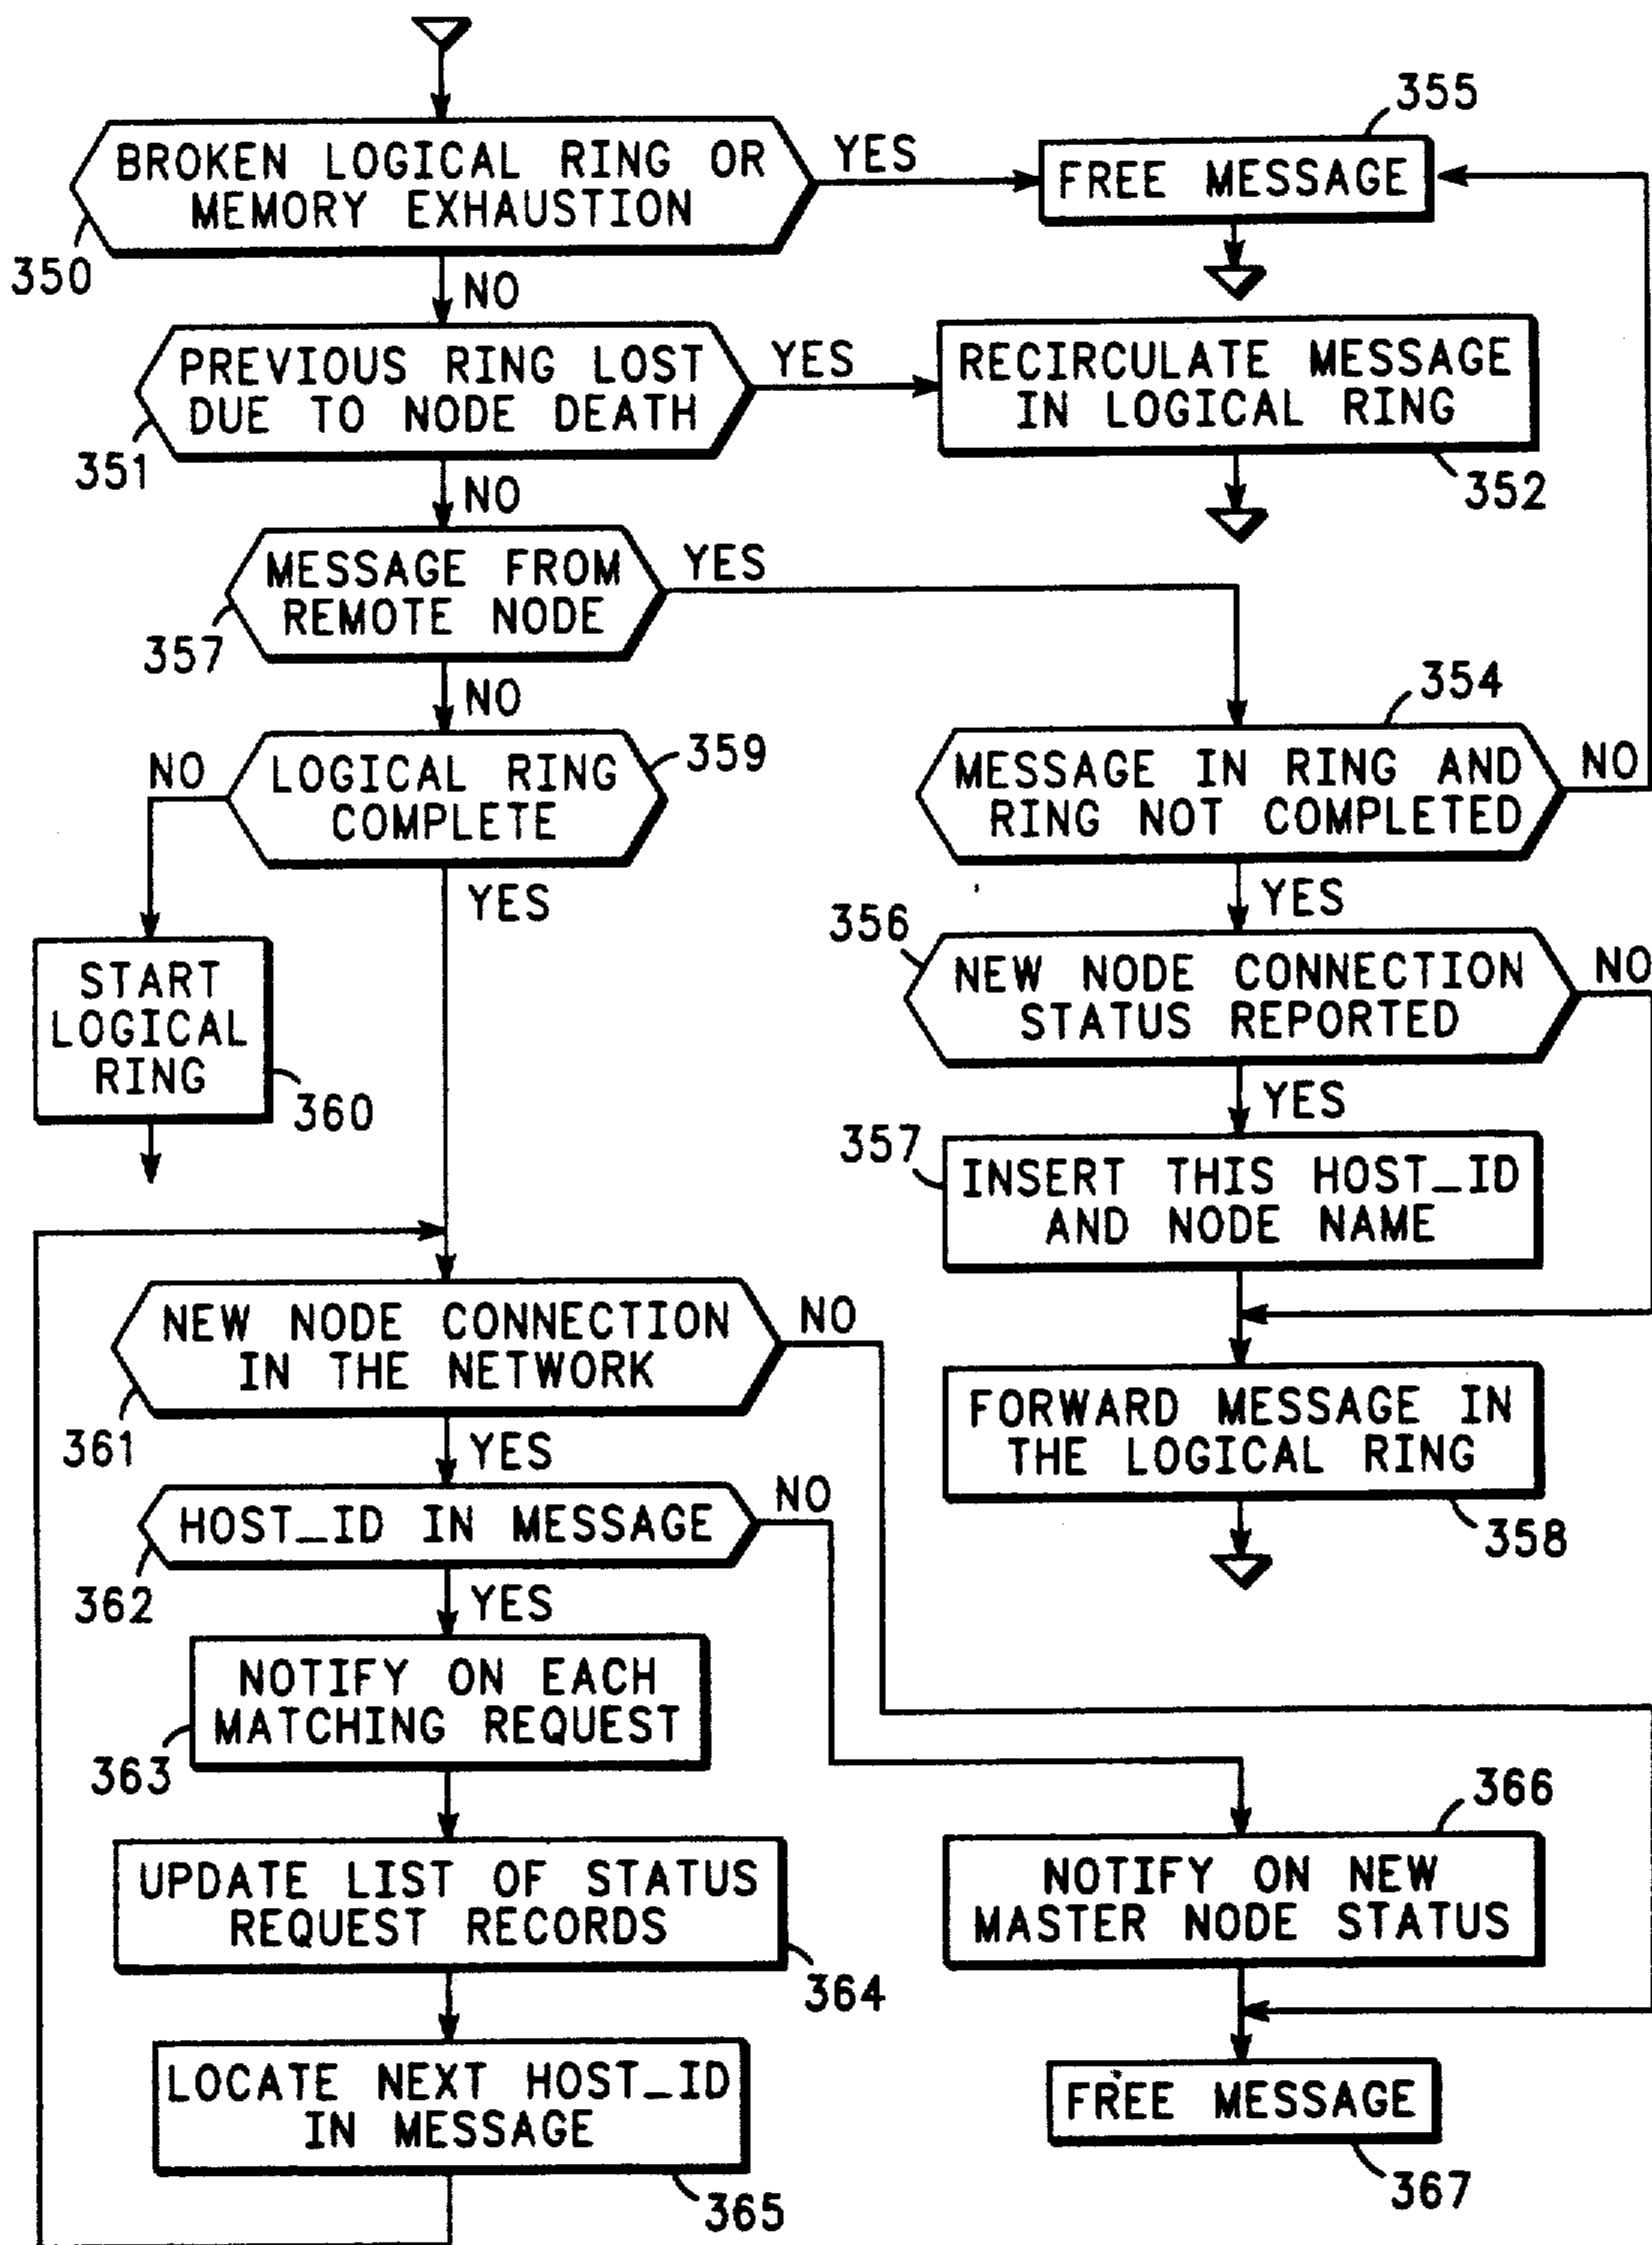 355
BROKEN LOGICAL RING OR
MEMORY EXHAUSTION
YES
FREE MESSAGE
350
NO
PREVIOUS RING LOST
DUE TO NODE DEATH
YES
RECIRCULATE MESSAGE
IN LOGICAL RING
351
352
NO
MESSAGE FROM
REMOTE NODE
YES
357
NO
354
LOGICAL RING
COMPLETE
359
NO
MESSAGE IN RING AND
RING NOT COMPLETED
NO
YES
YES
356
NEW NODE CONNECTION
STATUS REPORTED
NO
START
LOGICAL
RING
360
YES
357
INSERT THIS HOST_ID
AND NODE NAME
NEW NODE CONNECTION
IN THE NETWORK
NO
361
YES
FORWARD MESSAGE IN
THE LOGICAL RING
358
HOST_ID IN MESSAGE
NO
362
YES
NOTIFY ON EACH
MATCHING REQUEST
363
366
UPDATE LIST OF STATUS
REQUEST RECORDS
364
NOTIFY ON NEW
MASTER NODE STATUS
LOCATE NEXT HOST_ID
IN MESSAGE
365
FREE MESSAGE
367